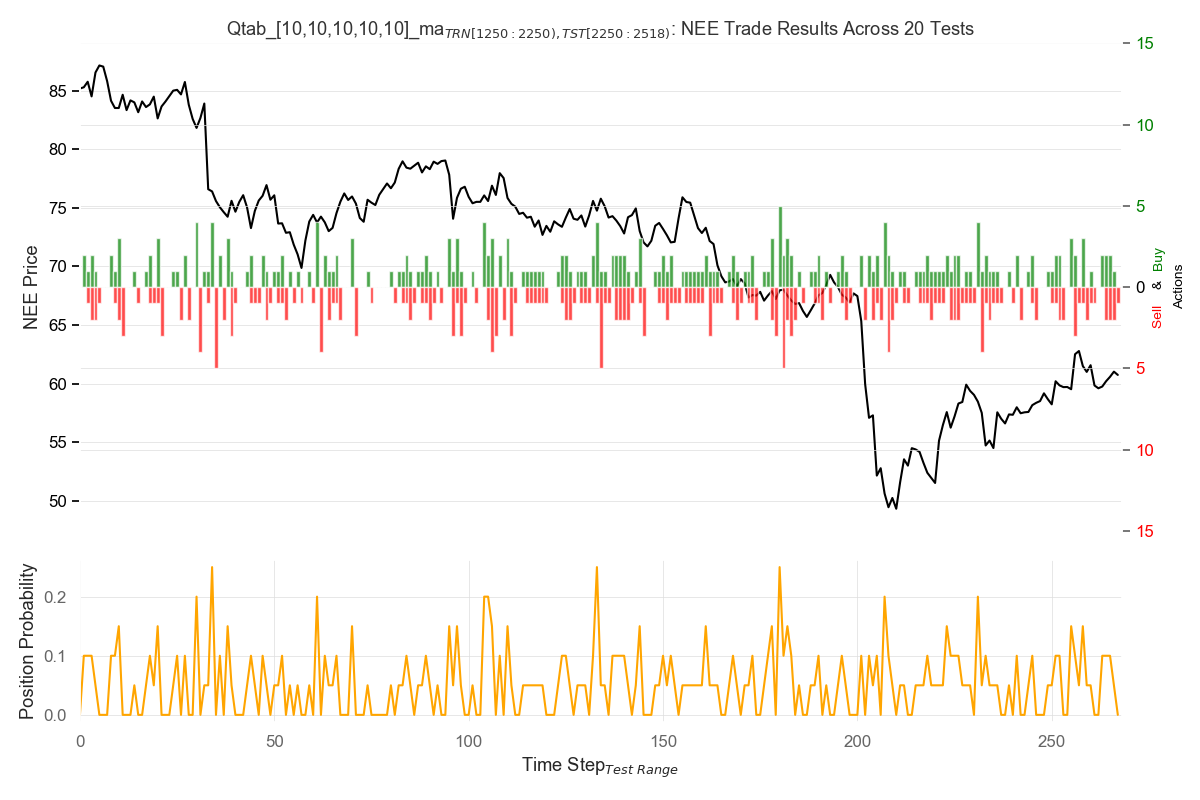 Qtab_[10,10,10,10,10]_ma_TRN[1250:2250),TST[2250:2518): NEE Trade Results Across 20 Tests
NEE Price
85
80
75
70
65
60
55
50
15
10
5
0
5
10
15
Sell & Buy
Actions
Position Probability
0.2
0.1
0.0
0 50 100 150 200 250
Time Step Test Range